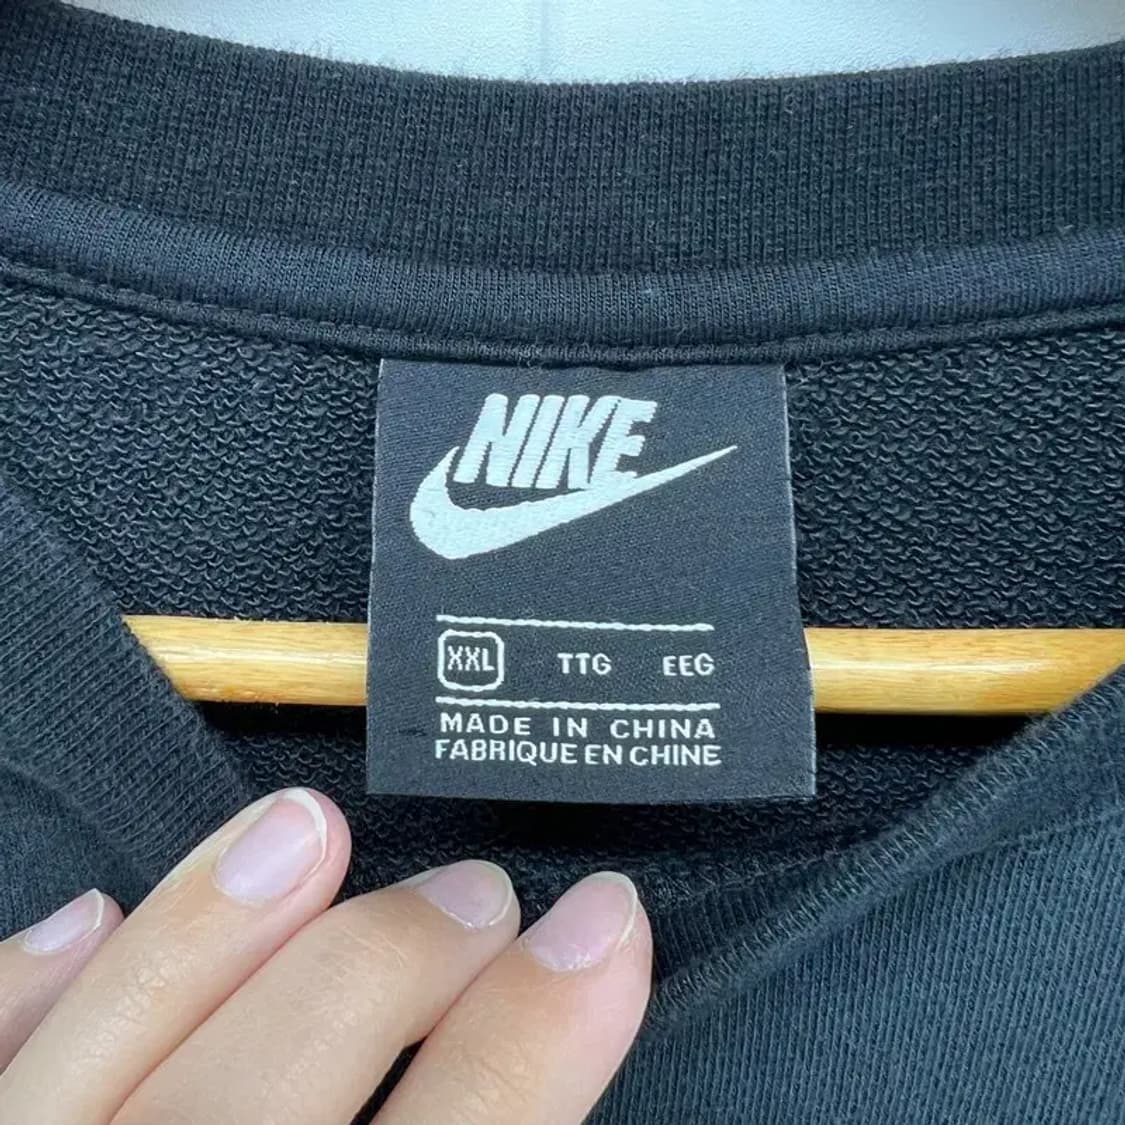 NIKE
XXL TTG EEG
MADE IN CHINA
FABRIQUE EN CHINE